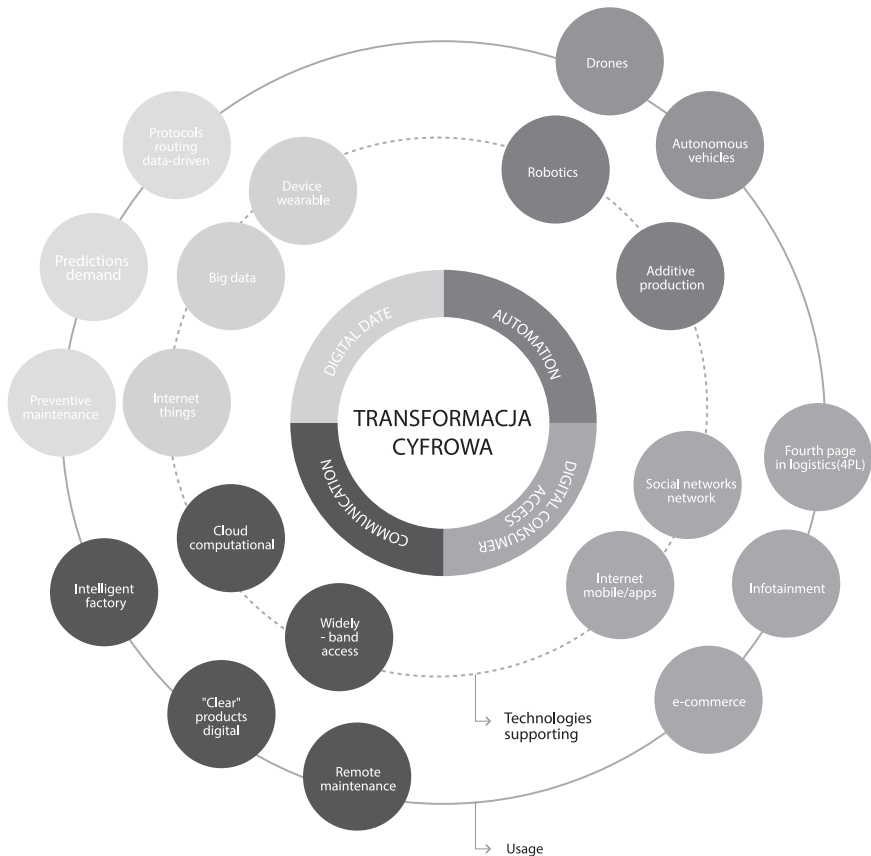 Drones
Autonomous
vehicles
Protocols
routing
data-driven
Robotics
Device
wearable
Predictions
demand
Big data
Additive
production
DIGITAL DATE
AUTOMATION
Preventive
maintenance
Internet
things
TRANSFORMACJA
CYFROWA
Fourth page
in logistics(4PL)
Social networks
network
COMMUNICATION
DIGITAL CONSUMER
ACCESS
Cloud
computational
Intelligent
factory
Internet
mobile/apps
Infotainment
Widely
- band
access
"Clear"
products
digital
e-commerce
Technologies
supporting
Remote
maintenance
Usage